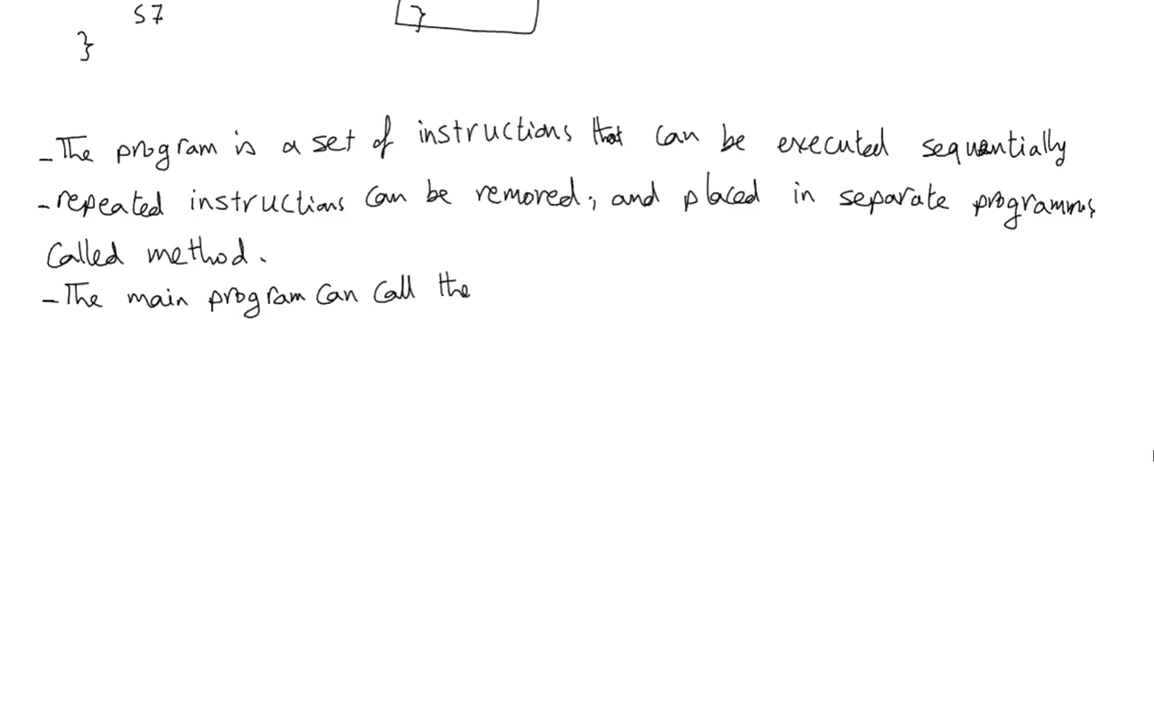 S7
}
}
- The program is a set of instructions that can be executed sequentially
- repeated instructions can be removed, and placed in separate programms
Called method.
- The main program Can Call the